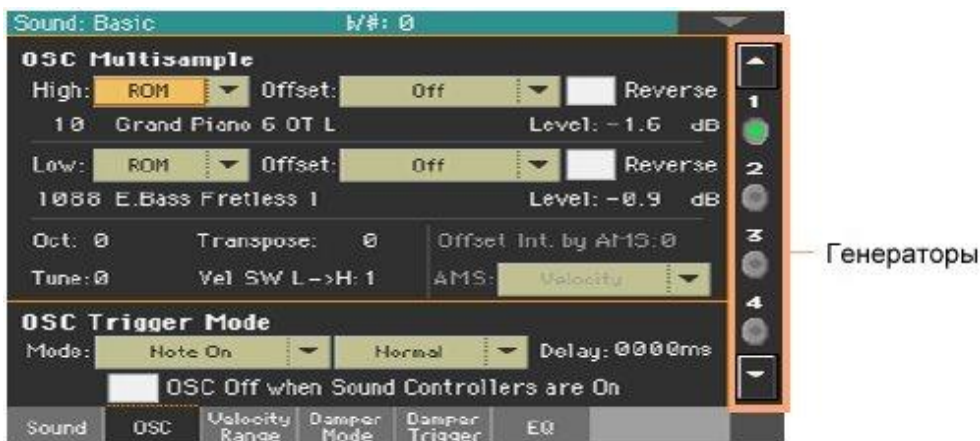 Sound: Basic b/#: 0
OSC Multisample
High: ROM Offset: Off Reverse
10 Grand Piano 6 OT L Level: -1.6 dB
Low: ROM Offset: Off Reverse
1088 E.Bass Fretless 1 Level: -0.9 dB
Oct: 0 Transpose: 0 Offset Int. by AMS: 0
Tune: 0 Vel SW L->H: 1 AMS: Velocity
OSC Trigger Mode
Mode: Note On Normal Delay: 0000ms
OSC Off when Sound Controllers are On
Sound OSC Velocity Range Damper Mode Damper Trigger EQ
1
2
3
4
Генераторы